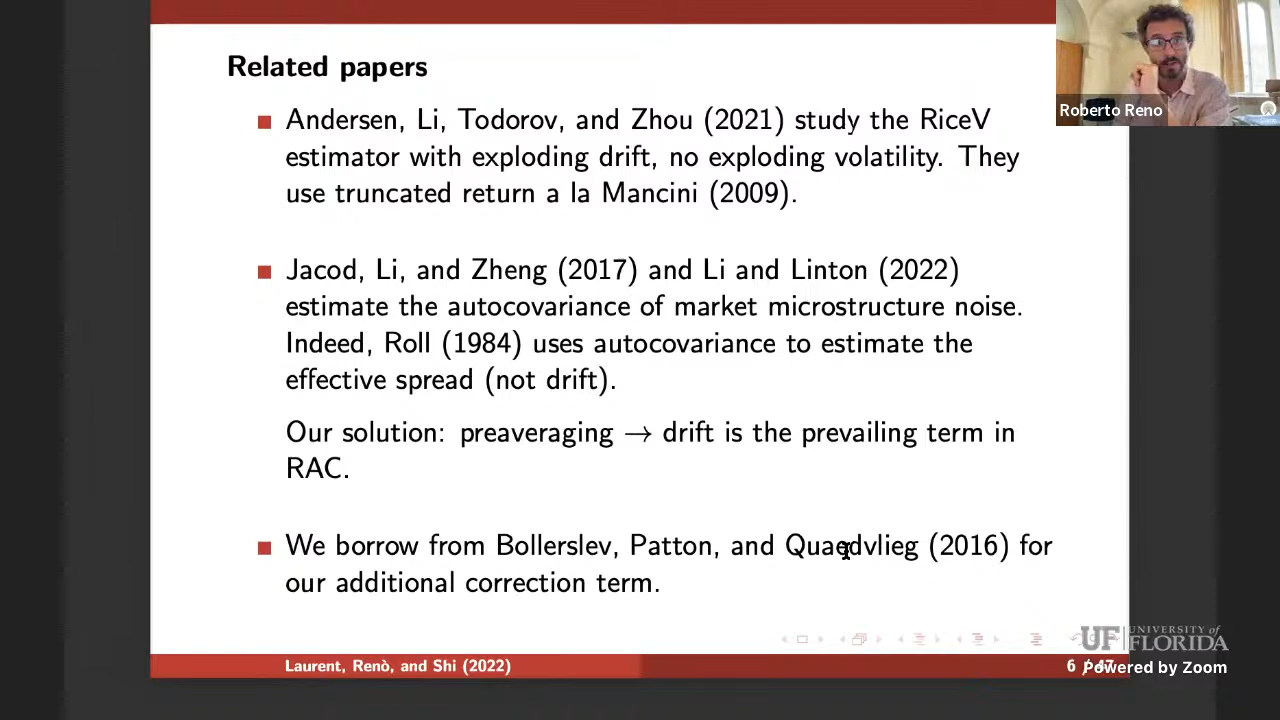 Related papers
Andersen, Li, Todorov, and Zhou (2021) study the RiceV
estimator with exploding drift, no exploding volatility. They
use truncated return a la Mancini (2009).
Jacod, Li, and Zheng (2017) and Li and Linton (2022)
estimate the autocovariance of market microstructure noise.
Indeed, Roll (1984) uses autocovariance to estimate the
effective spread (not drift).
Our solution: preaveraging → drift is the prevailing term in
RAC.
We borrow from Bollerslev, Patton, and Quaedvlieg (2016) for
our additional correction term.
Laurent, Renò, and Shi (2022)
6 / 47
Roberto Reno
UF UNIVERSITY of
FLORIDA
Powered by Zoom